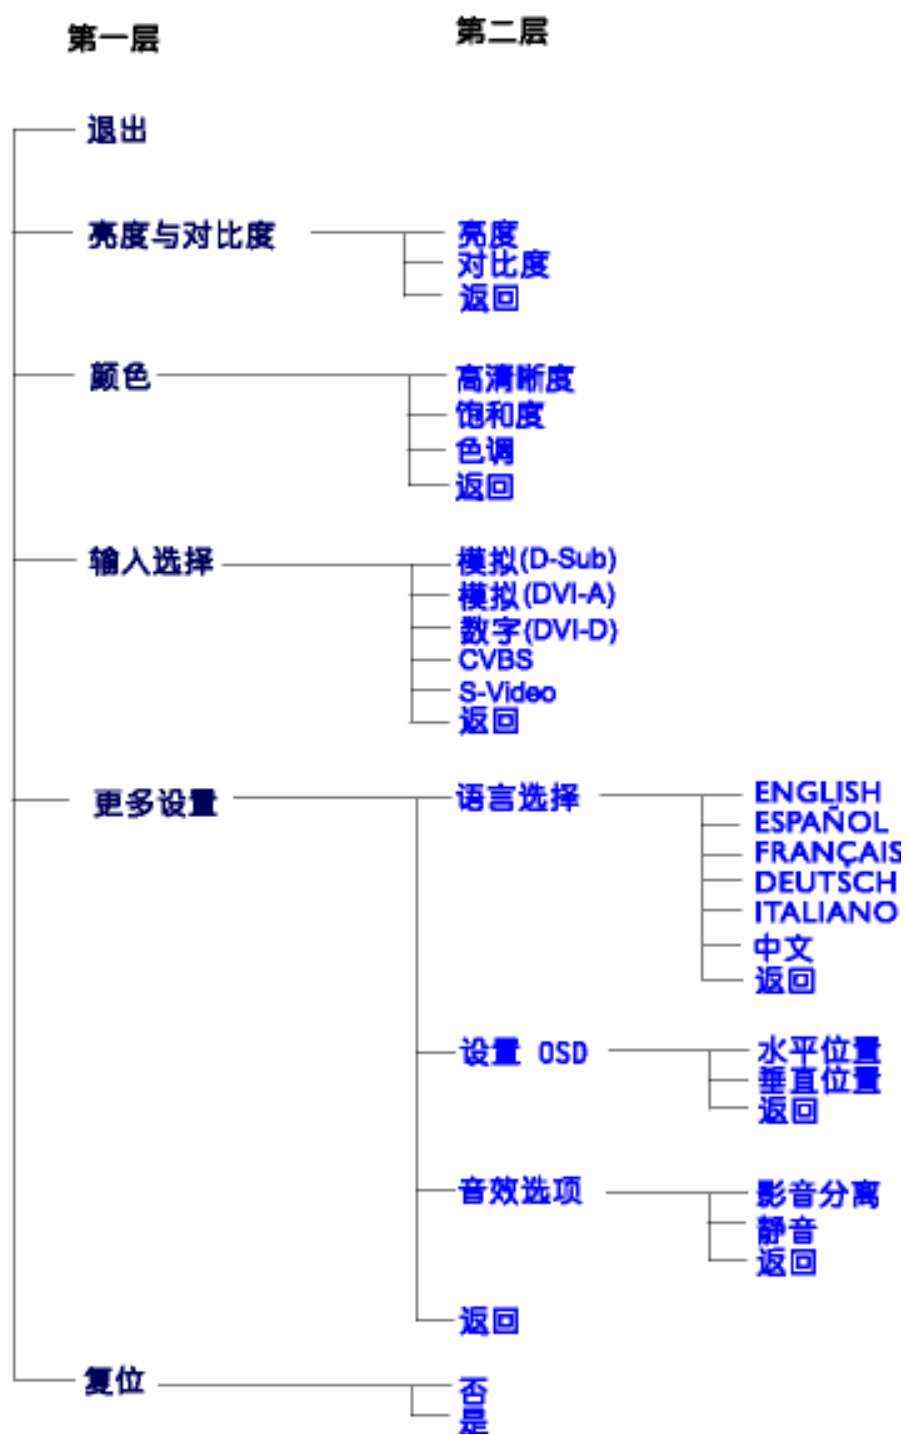 第一层
第二层
退出
亮度与对比度
亮度
对比度
返回
颜色
高清晰度
饱和度
色调
返回
输入选择
模拟(D-Sub)
模拟(DVI-A)
数字(DVI-D)
CVBS
S-Video
返回
更多设置
语言选择
ENGLISH
ESPAÑOL
FRANÇAIS
DEUTSCH
ITALIANO
中文
返回
设置 OSD
水平位置
垂直位置
返回
音效选项
影音分离
静音
返回
返回
复位
否
是